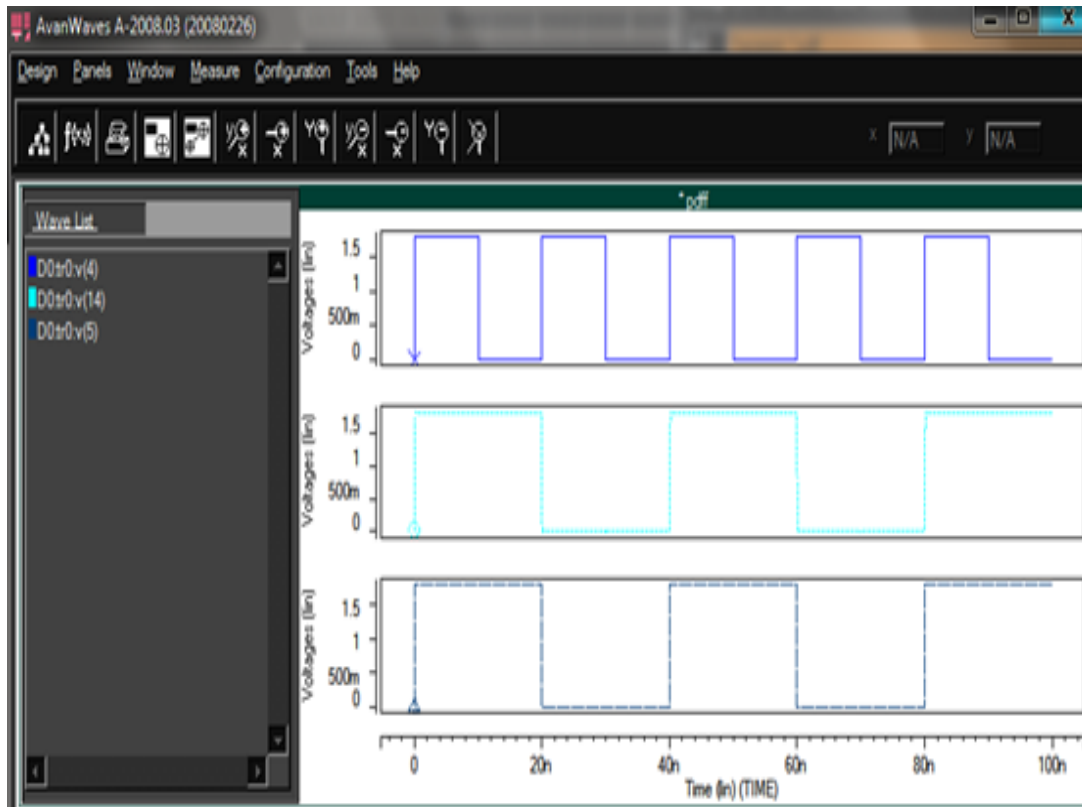 AvanWaves A-2008.03 (20080226)
Design Panels Window Measure Configuration Tools Help
f(x) y x x Y y x x Y x N/A y N/A
Wave List
D0:tr0:v(4)
D0:tr0:v(14)
D0:tr0:v(5)
* pdff
Voltages (lin)
1.5
1
500m
0
Voltages (lin)
1.5
1
500m
0
Voltages (lin)
1.5
1
500m
0
0 20n 40n 60n 80n 100n
Time (lin) (TIME)